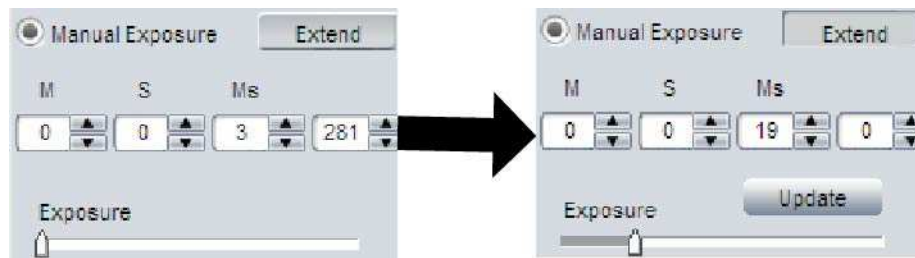 Manual Exposure Extend
M S Ms
0 0 3 281
Exposure
Manual Exposure Extend
M S Ms
0 0 19 0
Update
Exposure